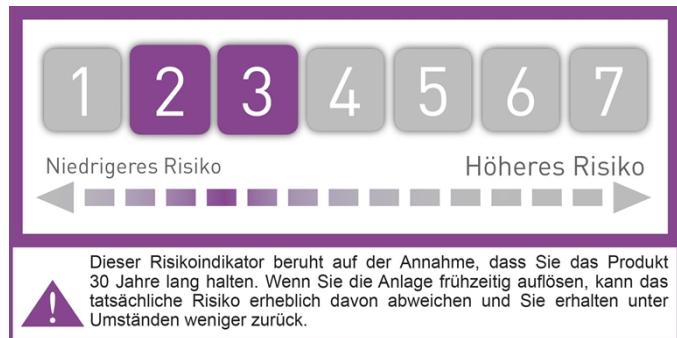 1 2 3 4 5 6 7
Niedrigeres Risiko Höheres Risiko
Dieser Risikoindikator beruht auf der Annahme, dass Sie das Produkt
30 Jahre lang halten. Wenn Sie die Anlage frühzeitig auflösen, kann das
tatsächliche Risiko erheblich davon abweichen und Sie erhalten unter
Umständen weniger zurück.
!